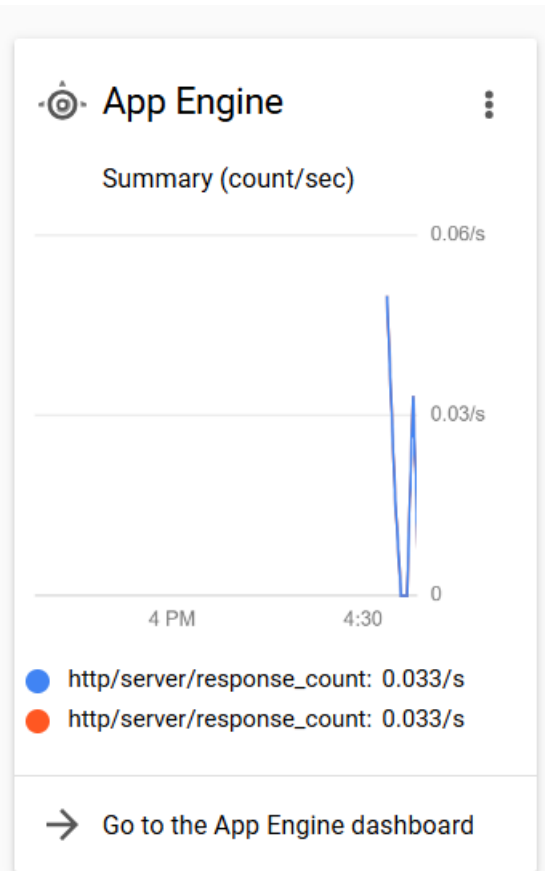 App Engine
Summary (count/sec)
0.06/s
0.03/s
0
4 PM 4:30
http/server/response_count: 0.033/s
http/server/response_count: 0.033/s
Go to the App Engine dashboard